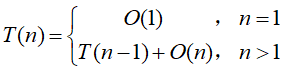 T(n) = { O(1) , n = 1
T(n−1) + O(n), n > 1